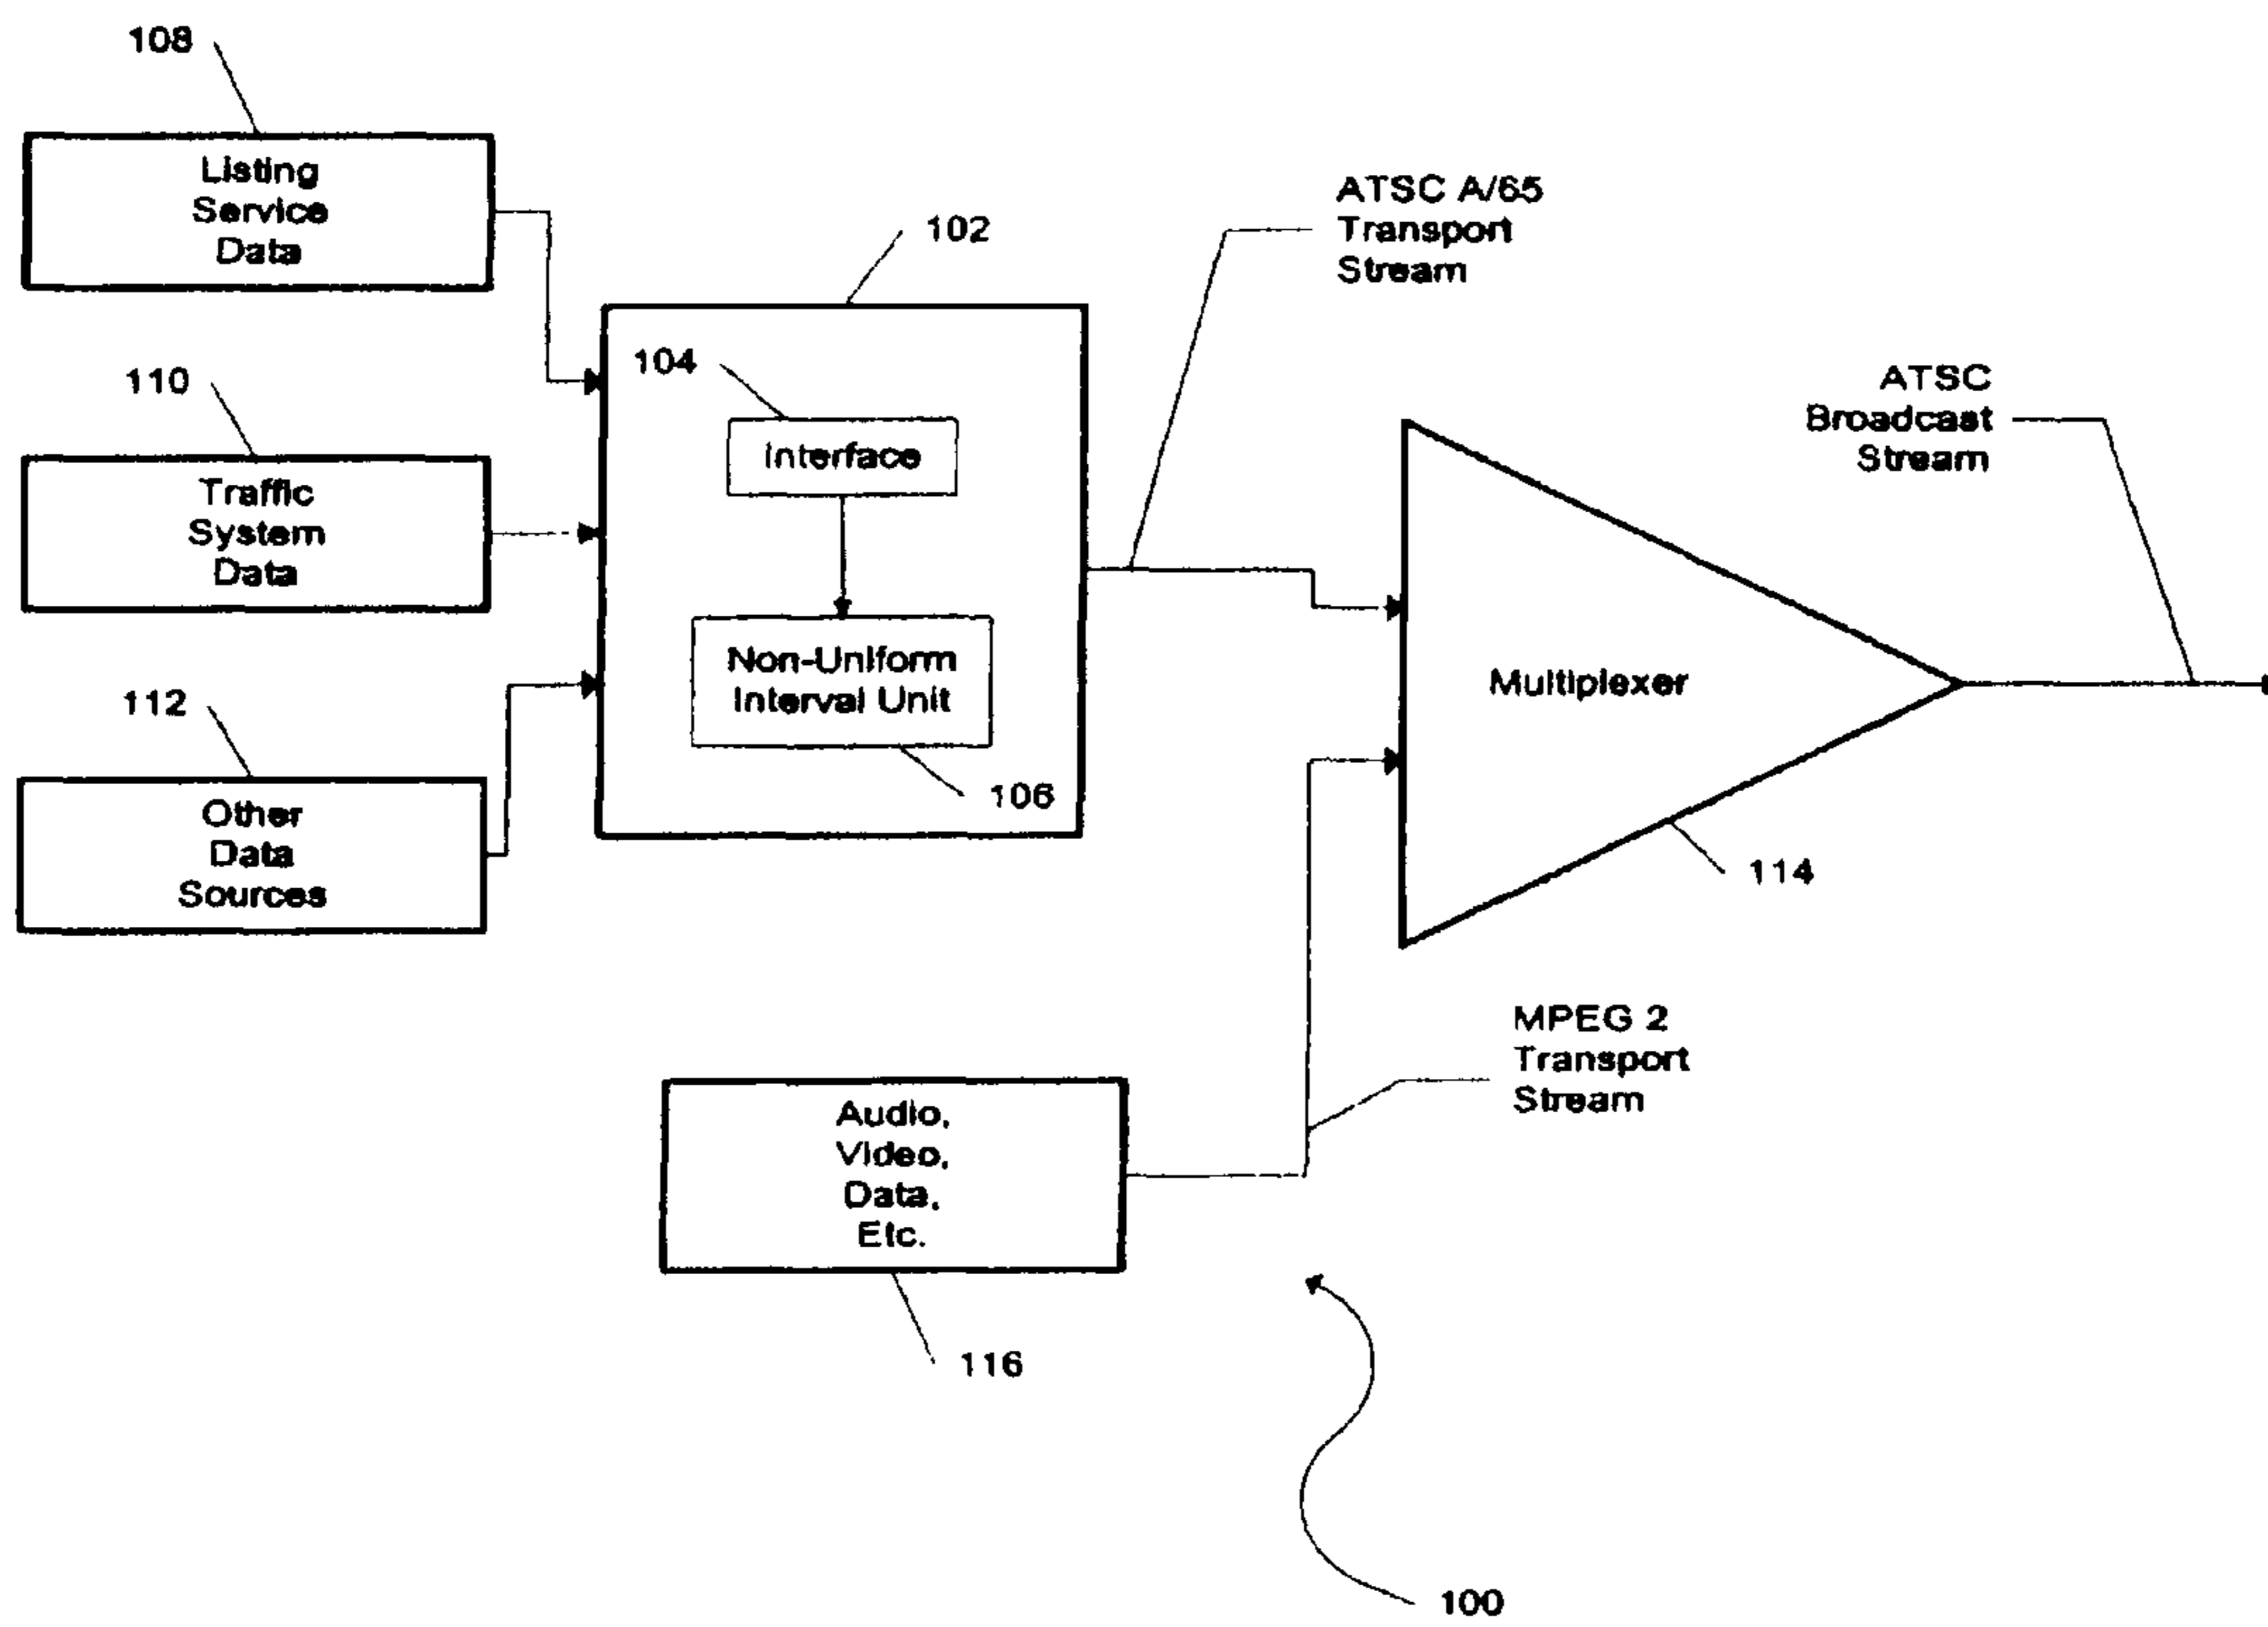 108
Listing
Service
Data
110
Traffic
System
Data
112
Other
Data
Sources
102
104
Interface
Non-Uniform
Interval Unit
106
ATSC A/65
Transport
Stream
ATSC
Broadcast
Stream
Multiplexer
114
MPEG 2
Transport
Stream
Audio,
Video,
Data,
Etc.
116
100